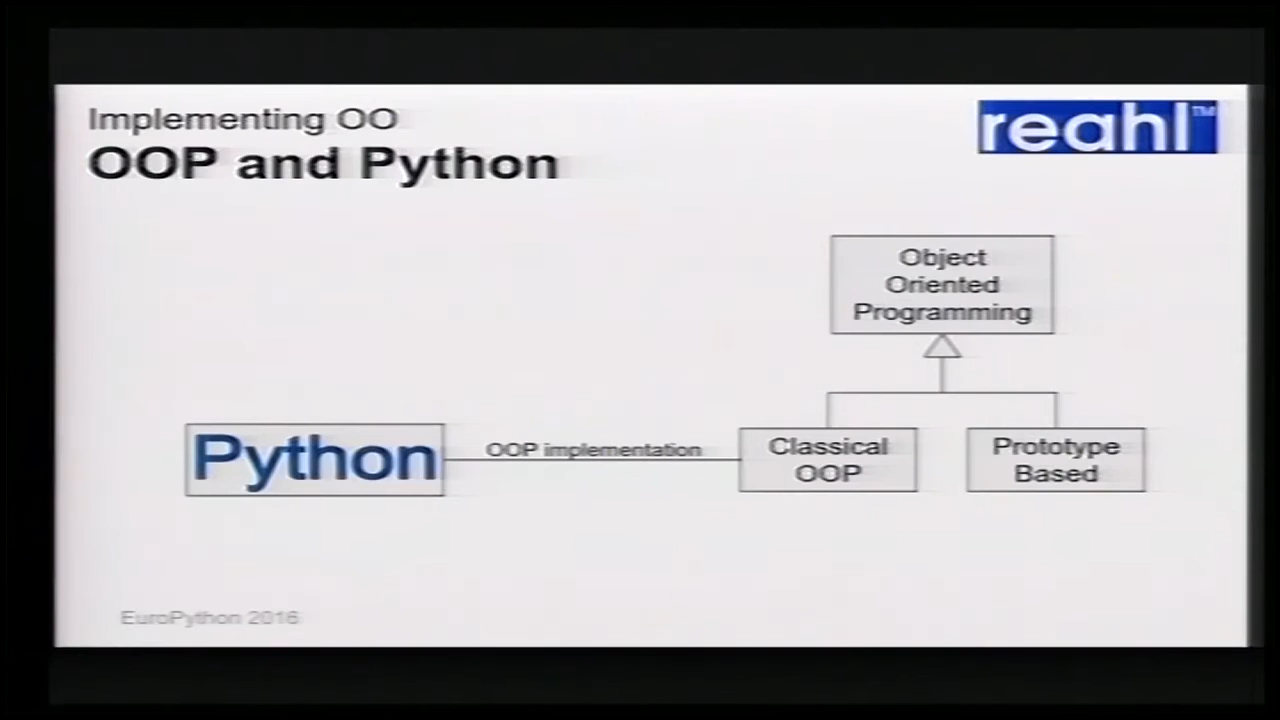 Implementing OO
OOP and Python
reahl™
Object
Oriented
Programming
Python
OOP implementation
Classical
OOP
Prototype
Based
EuroPython 2016